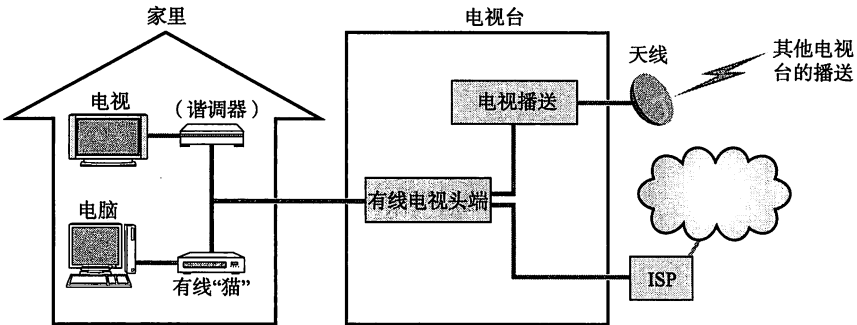 家里
电视台
电视
（谐调器）
电脑
有线“猫”
电视播送
有线电视头端
天线
其他电视
台的播送
ISP